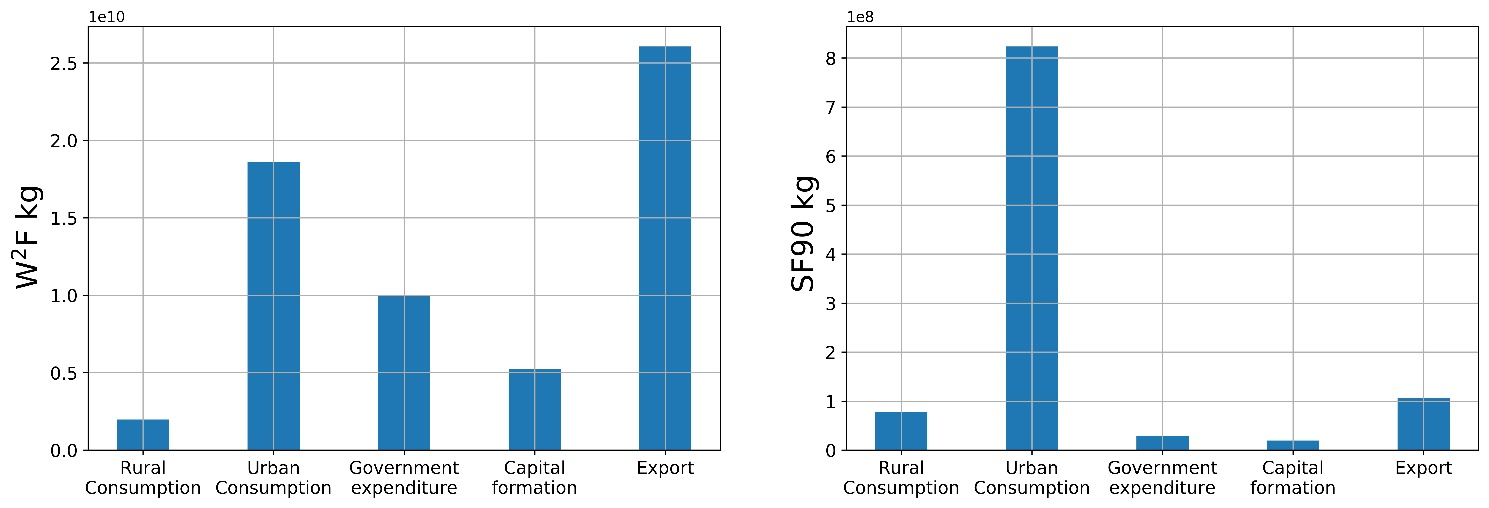 1e10
W²F kg
2.5
2.0
1.5
1.0
0.5
0.0
Rural Consumption
Urban Consumption
Government expenditure
Capital formation
Export
1e8
SF90 kg
8
7
6
5
4
3
2
1
0
Rural Consumption
Urban Consumption
Government expenditure
Capital formation
Export